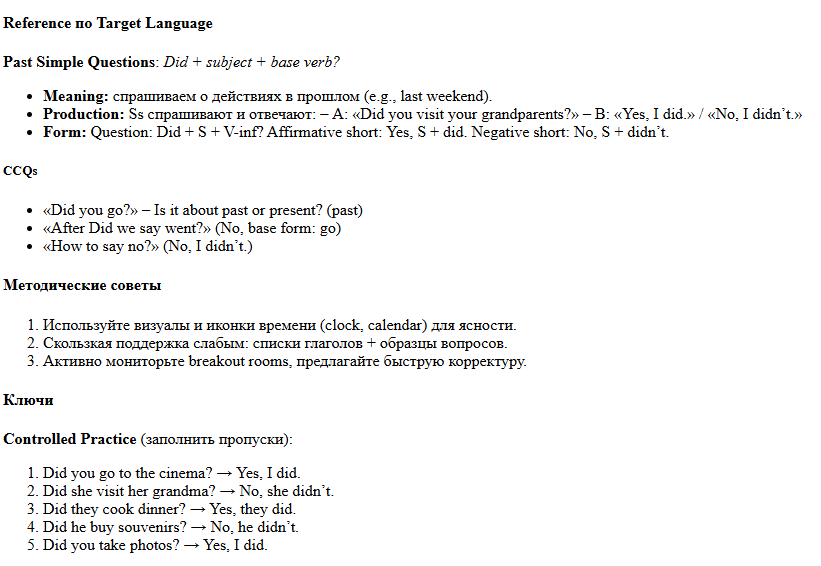 Reference по Target Language
Past Simple Questions: Did + subject + base verb?
• Meaning: спрашиваем о действиях в прошлом (e.g., last weekend).
• Production: Ss спрашивают и отвечают: – A: «Did you visit your grandparents?» – B: «Yes, I did.» / «No, I didn’t.»
• Form: Question: Did + S + V-inf? Affirmative short: Yes, S + did. Negative short: No, S + didn’t.
CCQs
• «Did you go?» – Is it about past or present? (past)
• «After Did we say went?» (No, base form: go)
• «How to say no?» (No, I didn’t.)
Методические советы
1. Используйте визуалы и иконки времени (clock, calendar) для ясности.
2. Скользкая поддержка слабым: списки глаголов + образцы вопросов.
3. Активно мониторьте breakout rooms, предлагайте быструю корректуру.
Ключи
Controlled Practice (заполнить пропуски):
1. Did you go to the cinema? → Yes, I did.
2. Did she visit her grandma? → No, she didn’t.
3. Did they cook dinner? → Yes, they did.
4. Did he buy souvenirs? → No, he didn’t.
5. Did you take photos? → Yes, I did.